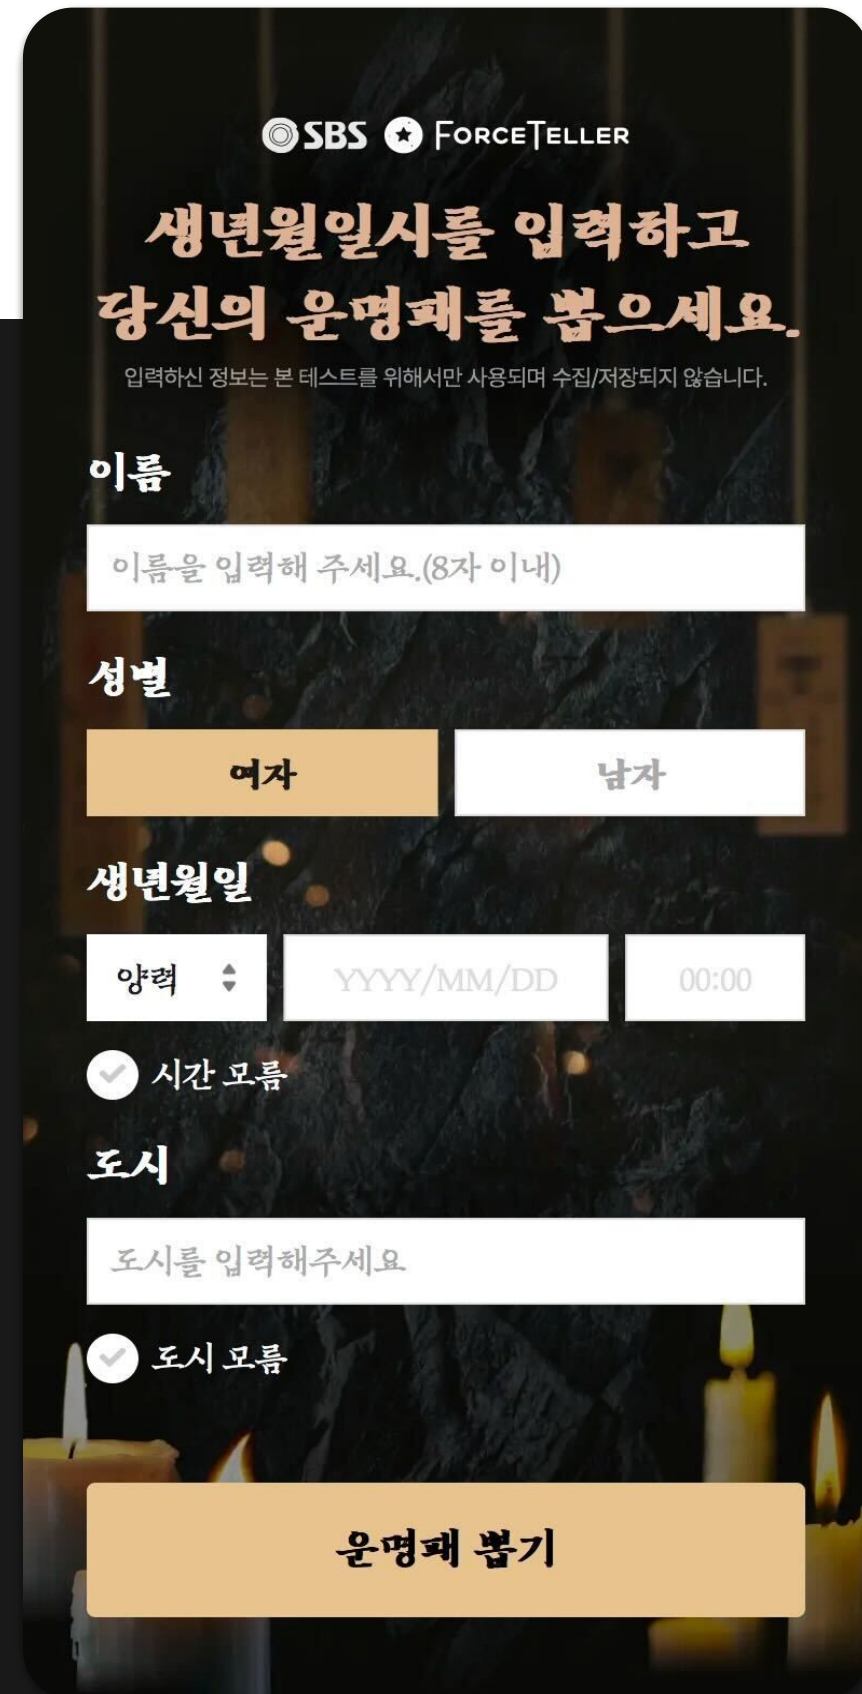 SBS FORCETELLER
생년월일시를 입력하고
당신의 운명패를 뽑으세요.
입력하신 정보는 본 테스트를 위해서만 사용되며 수집/저장되지 않습니다.
이름
이름을 입력해 주세요.(8자 이내)
성별
여자 남자
생년월일
양력 YYYY/MM/DD 00:00
시간 모름
도시
도시를 입력해주세요
도시 모름
운명패 뽑기